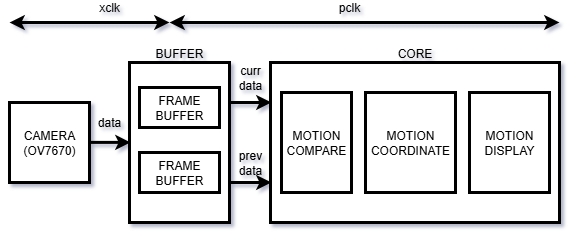 xclk
pclk
BUFFER
CORE
CAMERA
(OV7670)
data
FRAME
BUFFER
FRAME
BUFFER
curr
data
prev
data
MOTION
COMPARE
MOTION
COORDINATE
MOTION
DISPLAY